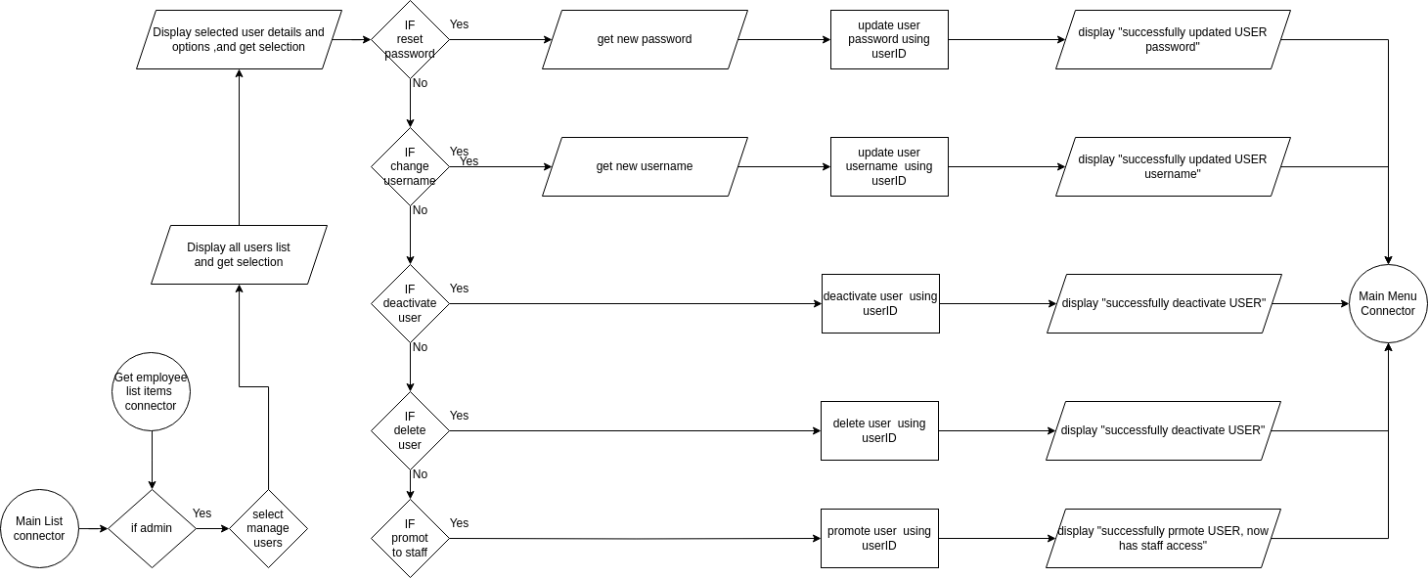 Display selected user details and
options ,and get selection
IF
reset
password
Yes
get new password
update user
password using
userID
display "successfully updated USER
password"
No
IF
change
username
Yes
Yes
get new username
update user
username  using
userID
display "successfully updated USER
username"
No
Display all users list
and get selection
IF
deactivate
user
Yes
deactivate user  using
userID
display "successfully deactivate USER"
Main Menu
Connector
No
Get employee
list items
connector
IF
delete
user
Yes
delete user  using
userID
display "successfully deactivate USER"
No
Main List
connector
if admin
Yes
select
manage
users
IF
promot
to staff
Yes
promote user  using
userID
display "successfully prmote USER, now
has staff access"